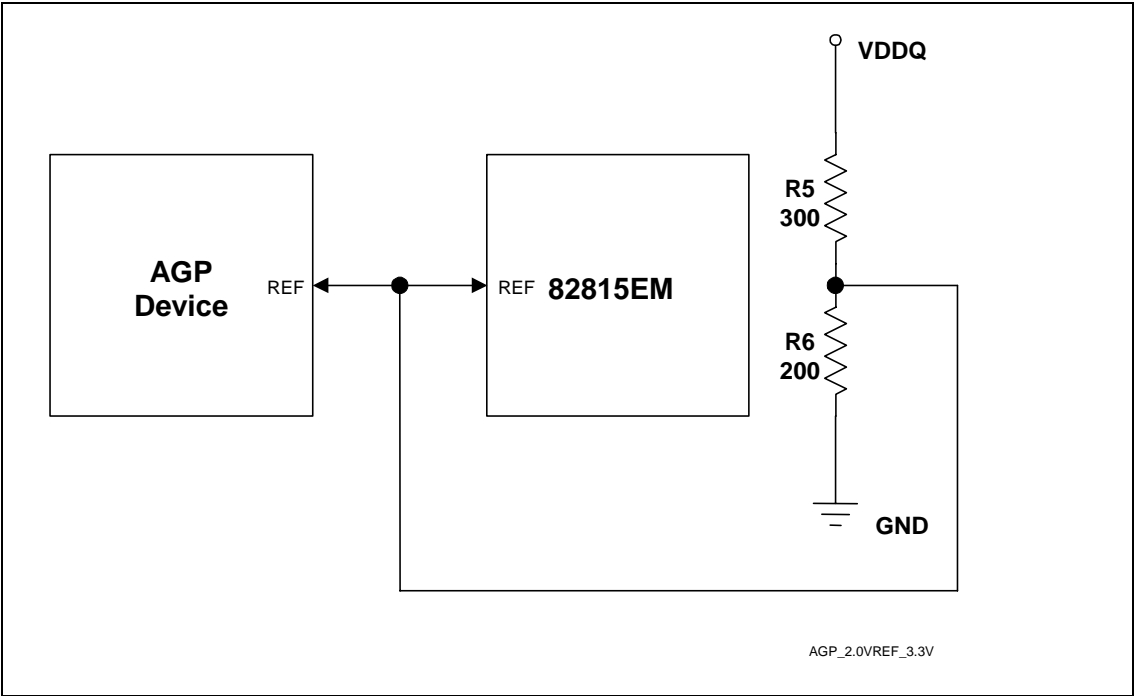 VDDQ
R5
300
AGP
Device
REF
REF
82815EM
R6
200
GND
AGP_2.0VREF_3.3V